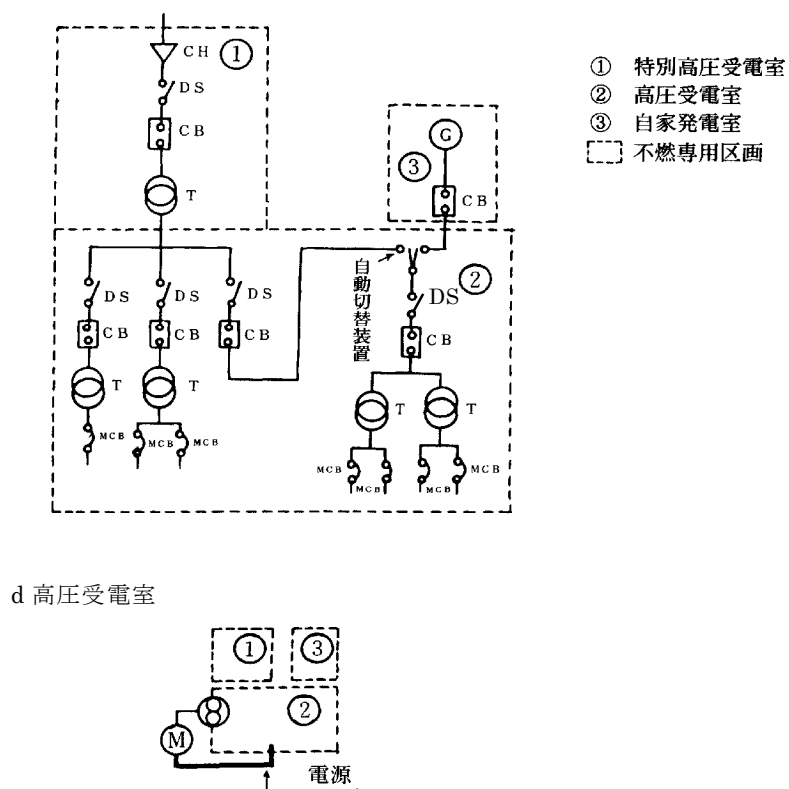 CH
①
DS
CB
T
① 特別高圧受電室
② 高圧受電室
③ 自家発電室
不燃専用区画
G
③
CB
自動切替装置
②
DS
CB
T
T
MCB
MCB
MCB
MCB
DS
DS
DS
CB
CB
CB
T
T
MCB
MCB
MCB
d 高圧受電室
①
③
②
M
電源